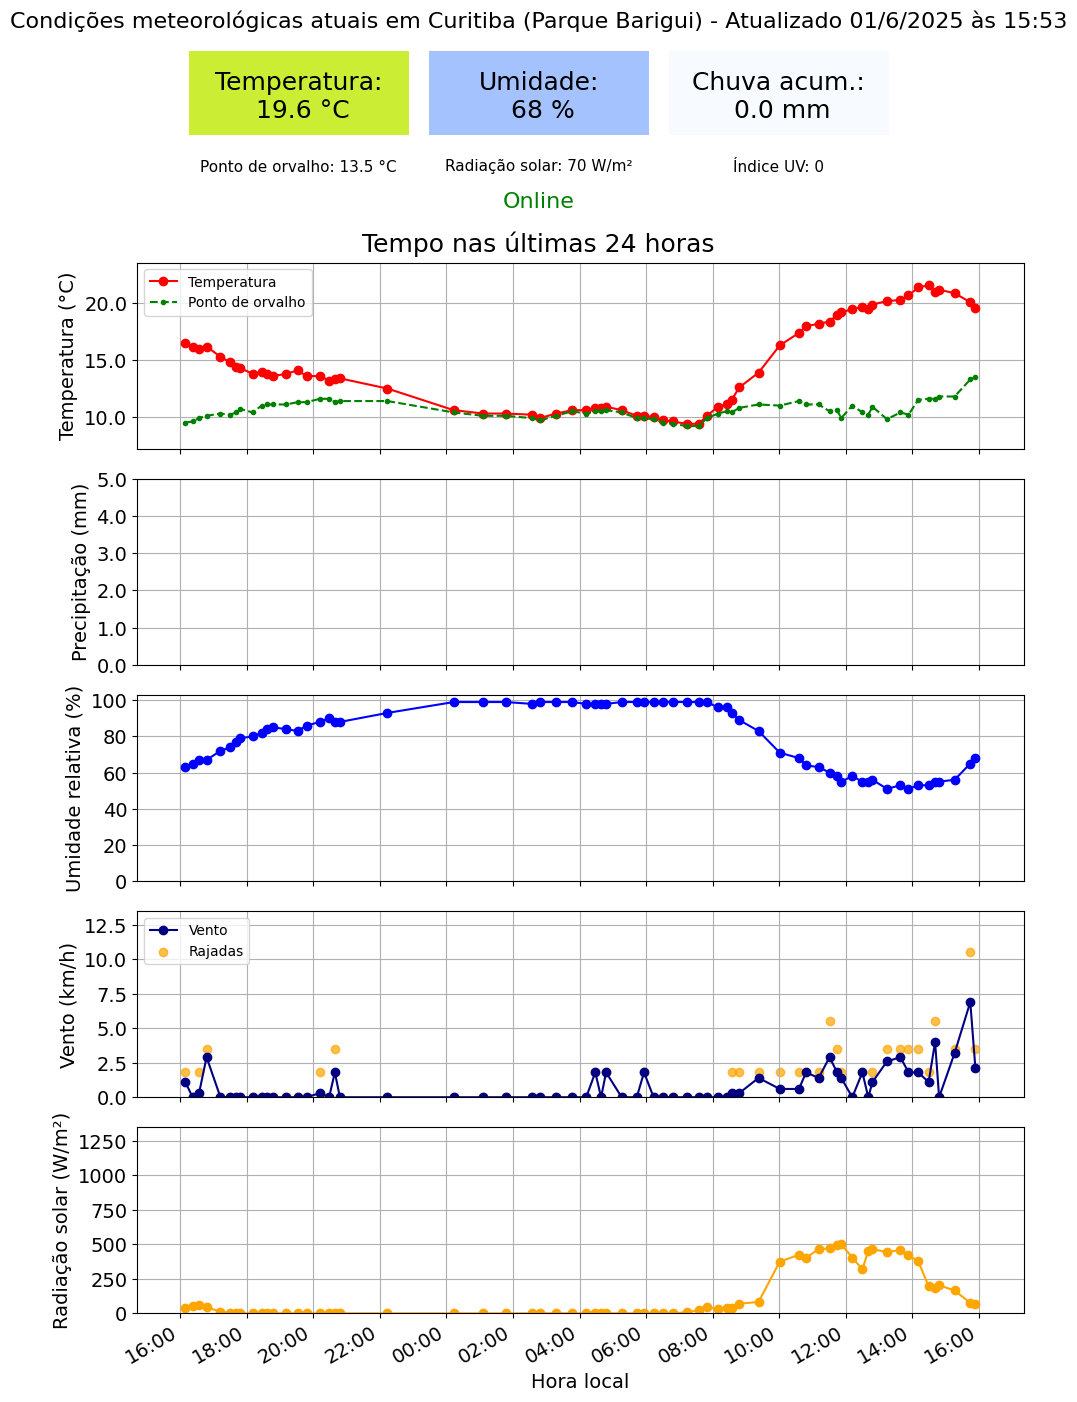 Condições meteorológicas atuais em Curitiba (Parque Barigui) - Atualizado 01/6/2025 às 15:53
Temperatura:
19.6 °C
Umidade:
68 %
Chuva acum.:
0.0 mm
Ponto de orvalho: 13.5 °C
Radiação solar: 70 W/m²
Índice UV: 0
Online
Tempo nas últimas 24 horas
Temperatura (°C)
20.0
15.0
10.0
Temperatura
Ponto de orvalho
Precipitação (mm)
5.0
4.0
3.0
2.0
1.0
0.0
Umidade relativa (%)
100
80
60
40
20
0
Vento (km/h)
12.5
10.0
7.5
5.0
2.5
0.0
Vento
Rajadas
Radiação solar (W/m²)
1250
1000
750
500
250
0
16:00
18:00
20:00
22:00
00:00
02:00
04:00
06:00
08:00
10:00
12:00
14:00
16:00
Hora local